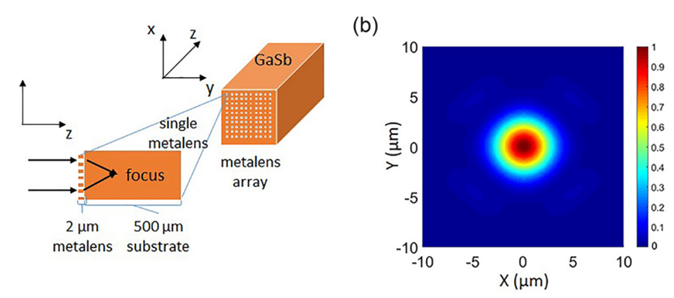 x
z
GaSb
y
z
single
metalens
metalens
array
focus
2 µm
metalens
500 µm
substrate
(b)
10
5
0
-5
-10
Y (µm)
-10 -5 0 5 10
X (µm)
1
0.9
0.8
0.7
0.6
0.5
0.4
0.3
0.2
0.1
0